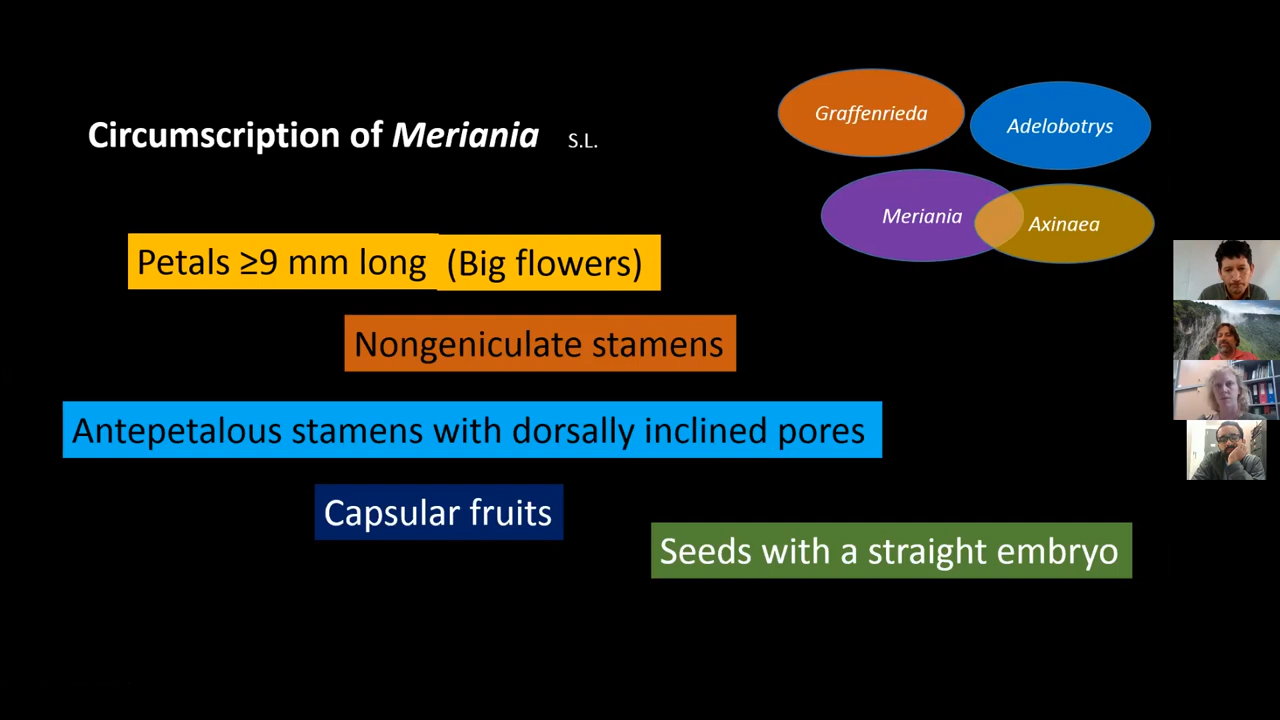 Circumscription of Meriania S.L.
Graffenrieda
Adelobotrys
Meriania
Axinaea
Petals ≥9 mm long (Big flowers)
Nongeniculate stamens
Antepetalous stamens with dorsally inclined pores
Capsular fruits
Seeds with a straight embryo